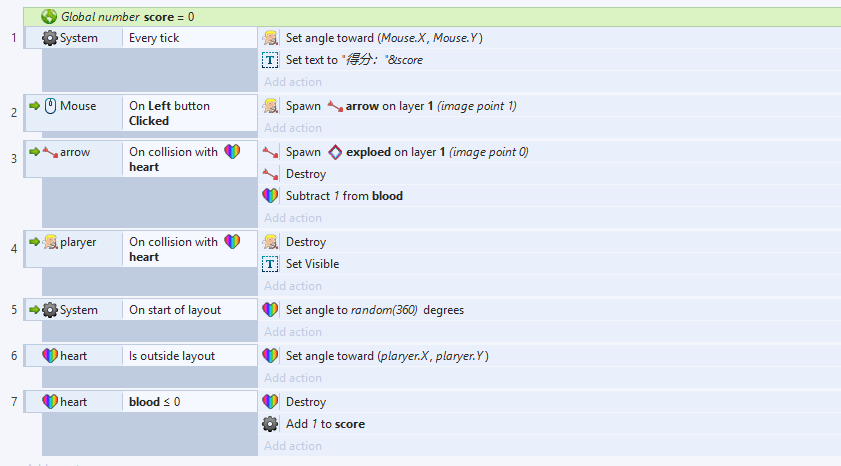 Global number score = 0
1 System Every tick Set angle toward (Mouse.X, Mouse.Y)
Set text to "得分："&score
Add action
2 Mouse On Left button Clicked Spawn arrow on layer 1 (image point 1)
Add action
3 arrow On collision with heart Spawn exploed on layer 1 (image point 0)
Destroy
Subtract 1 from blood
Add action
4 plaryer On collision with heart Destroy
T Set Visible
Add action
5 System On start of layout Set angle to random(360) degrees
Add action
6 heart Is outside layout Set angle toward (plaryer.X, plaryer.Y)
Add action
7 heart blood ≤ 0 Destroy
Add 1 to score
Add action